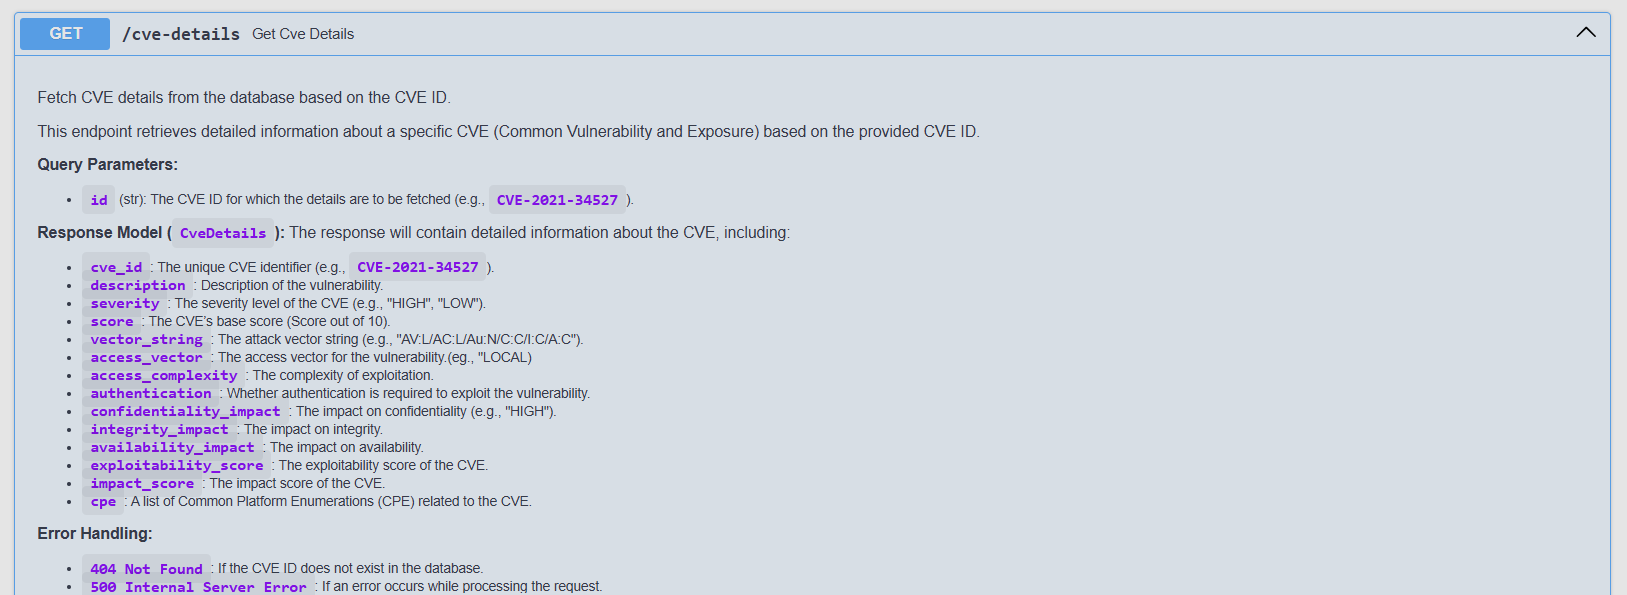 GET /cve-details Get Cve Details
Fetch CVE details from the database based on the CVE ID.
This endpoint retrieves detailed information about a specific CVE (Common Vulnerability and Exposure) based on the provided CVE ID.
Query Parameters:
• id (str): The CVE ID for which the details are to be fetched (e.g., CVE-2021-34527 ).
Response Model ( CveDetails ): The response will contain detailed information about the CVE, including:
• cve_id : The unique CVE identifier (e.g., CVE-2021-34527 ).
• description : Description of the vulnerability.
• severity : The severity level of the CVE (e.g., "HIGH", "LOW").
• score : The CVE's base score (Score out of 10).
• vector_string : The attack vector string (e.g., "AV:L/AC:L/Au:N/C:C/I:C/A:C").
• access_vector : The access vector for the vulnerability.(eg., "LOCAL)
• access_complexity : The complexity of exploitation.
• authentication : Whether authentication is required to exploit the vulnerability.
• confidentiality_impact : The impact on confidentiality (e.g., "HIGH").
• integrity_impact : The impact on integrity.
• availability_impact : The impact on availability.
• exploitability_score : The exploitability score of the CVE.
• impact_score : The impact score of the CVE.
• cpe : A list of Common Platform Enumerations (CPE) related to the CVE.
Error Handling:
• 404 Not Found : If the CVE ID does not exist in the database.
• 500 Internal Server Error : If an error occurs while processing the request.